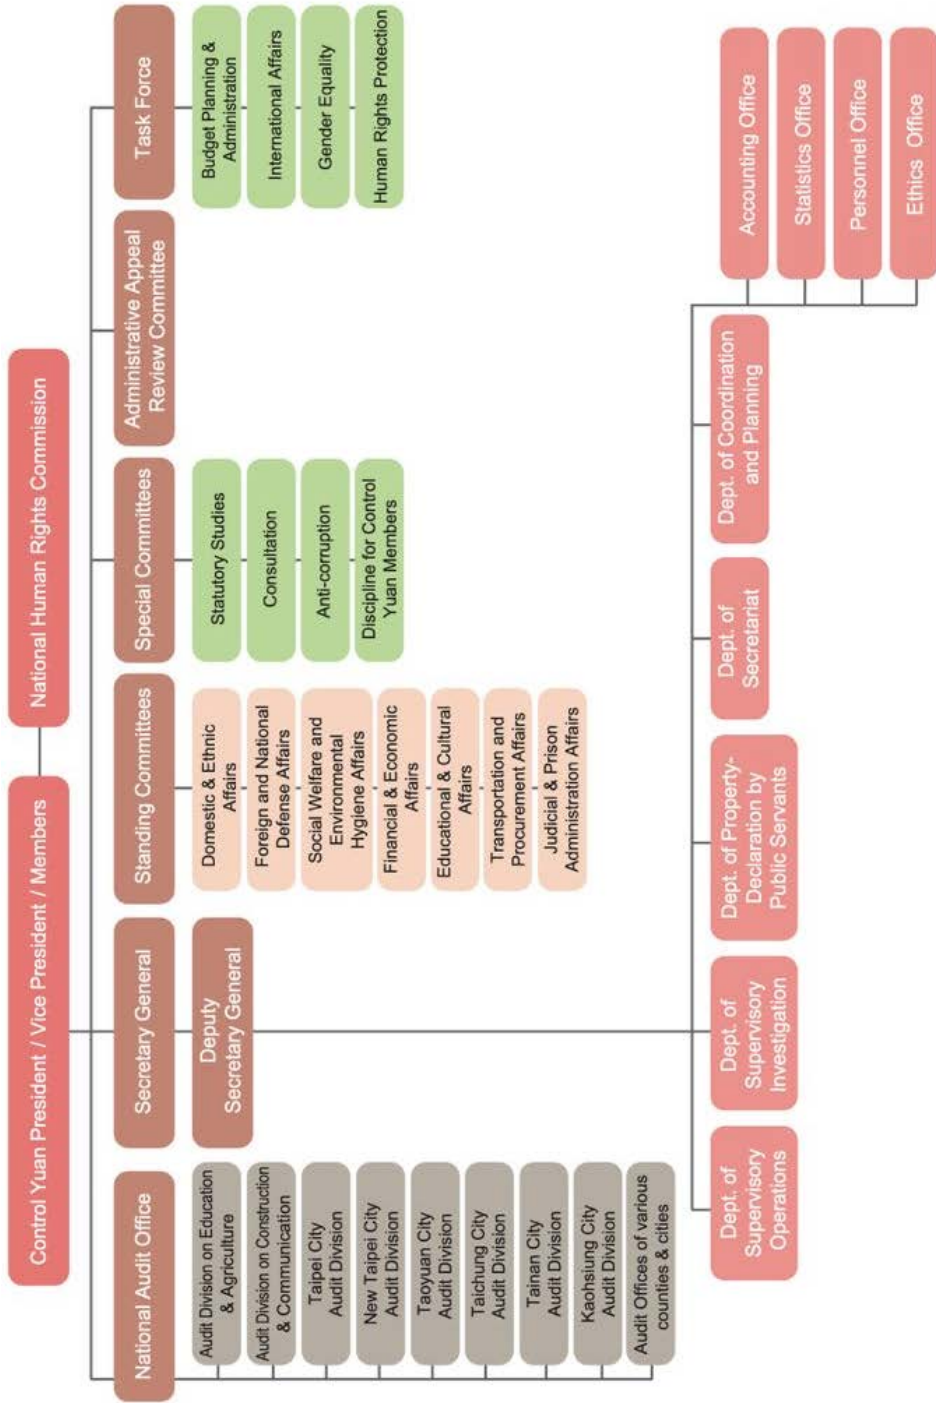 Control Yuan President / Vice President / Members
National Human Rights Commission
National Audit Office
Secretary General
Standing Committees
Special Committees
Administrative Appeal
Review Committee
Task Force
Audit Division on Education
& Agriculture
Audit Division on Construction
& Communication
Taipei City
Audit Division
New Taipei City
Audit Division
Taoyuan City
Audit Division
Taichung City
Audit Division
Tainan City
Audit Division
Kaohsiung City
Audit Division
Audit Offices of various
counties & cities
Deputy
Secretary General
Domestic & Ethnic
Affairs
Foreign and National
Defense Affairs
Social Welfare and
Environmental
Hygiene Affairs
Financial & Economic
Affairs
Educational & Cultural
Affairs
Transportation and
Procurement Affairs
Judicial & Prison
Administration Affairs
Statutory Studies
Consultation
Anti-corruption
Discipline for Control
Yuan Members
Budget Planning &
Administration
International Affairs
Gender Equality
Human Rights Protection
Dept. of
Supervisory
Operations
Dept. of
Supervisory
Investigation
Dept. of Property-
Declaration by
Public Servants
Dept. of
Secretariat
Dept. of Coordination
and Planning
Accounting Office
Statistics Office
Personnel Office
Ethics Office